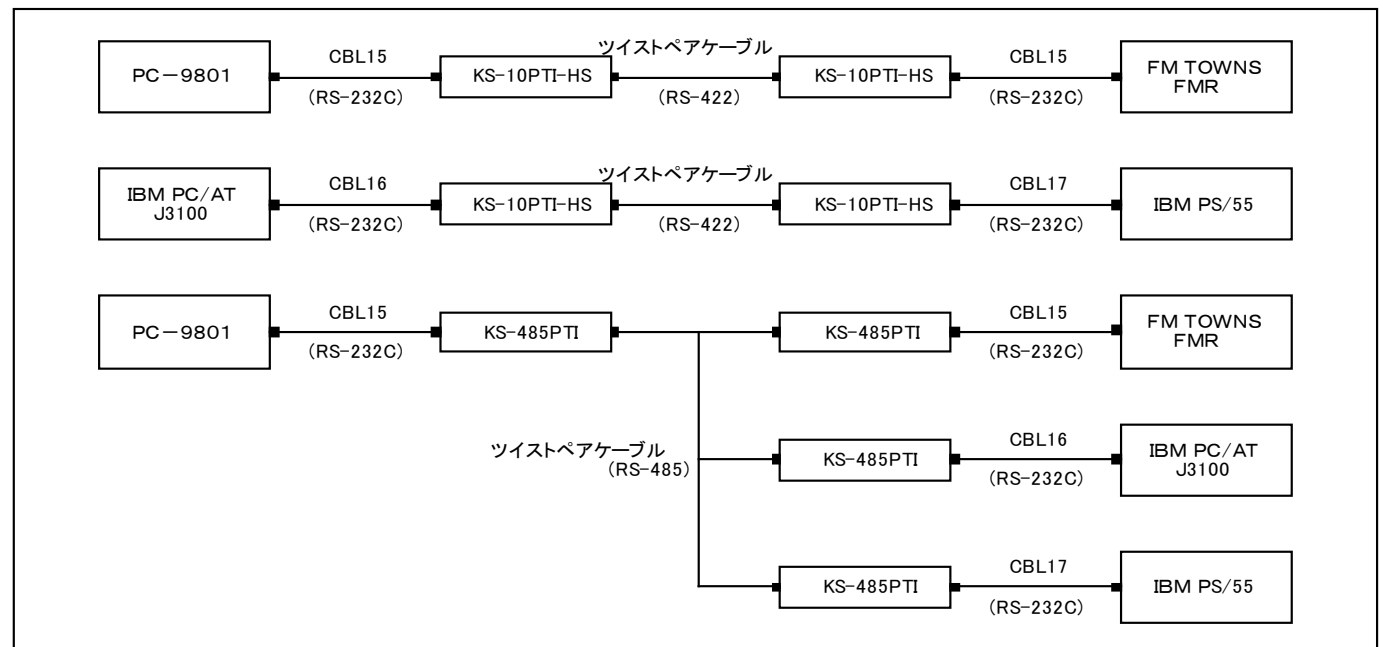 ツイストペアケーブル
PC－9801
CBL15
(RS-232C)
KS-10PTI-HS
(RS-422)
KS-10PTI-HS
CBL15
(RS-232C)
FM TOWNS
FMR
ツイストペアケーブル
IBM PC/AT
J3100
CBL16
(RS-232C)
KS-10PTI-HS
(RS-422)
KS-10PTI-HS
CBL17
(RS-232C)
IBM PS/55
PC－9801
CBL15
(RS-232C)
KS-485PTI
KS-485PTI
CBL15
(RS-232C)
FM TOWNS
FMR
ツイストペアケーブル
(RS-485)
KS-485PTI
CBL16
(RS-232C)
IBM PC/AT
J3100
KS-485PTI
CBL17
(RS-232C)
IBM PS/55